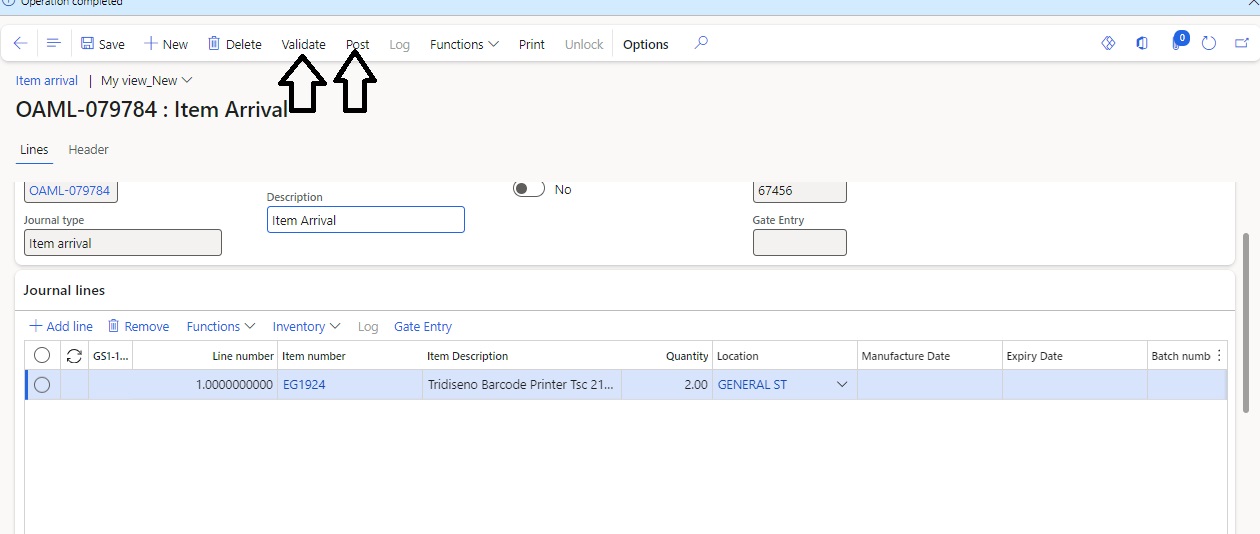 Operation completed
Save New Delete Validate Post Log Functions Print Unlock Options 0
Item arrival | My view_New
OAML-079784 : Item Arrival
Lines Header
OAML-079784
Description
No
67456
Journal type
Item Arrival
Gate Entry
Item arrival
Journal lines
Add line Remove Functions Inventory Log Gate Entry
GS1-1... Line number Item number Item Description Quantity Location Manufacture Date Expiry Date Batch numb
1.0000000000 EG1924 Tridiseno Barcode Printer Tsc 21... 2.00 GENERAL ST